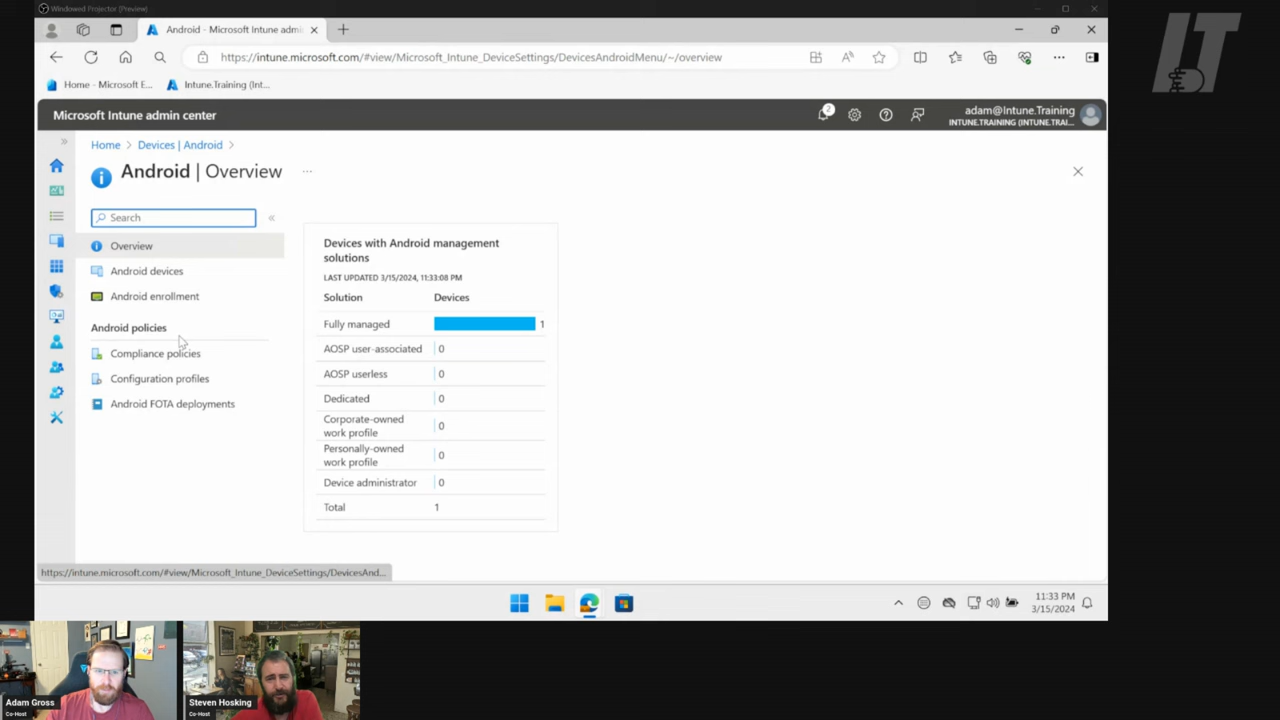 Windowed Projector (Preview)
Android - Microsoft Intune admi
https://intune.microsoft.com/#view/Microsoft_Intune_DeviceSettings/DevicesAndroidMenu/~/overview
Home - Microsoft E...
Intune.Training (Int...
Microsoft Intune admin center
2
adam@Intune.Training
INTUNE.TRAINING (INTUNE.TRAI...
Home > Devices | Android >
Android | Overview ...
Search
«
Overview
Android devices
Android enrollment
Android policies
Compliance policies
Configuration profiles
Android FOTA deployments
Devices with Android management
solutions
LAST UPDATED 3/15/2024, 11:33:08 PM
Solution Devices
Fully managed 1
AOSP user-associated 0
AOSP userless 0
Dedicated 0
Corporate-owned
work profile 0
Personally-owned
work profile 0
Device administrator 0
Total 1
https://intune.microsoft.com/#view/Microsoft_Intune_DeviceSettings/DevicesAnd...
11:33 PM
3/15/2024
IT
Adam Gross
Co-Host
Steven Hosking
Co-Host